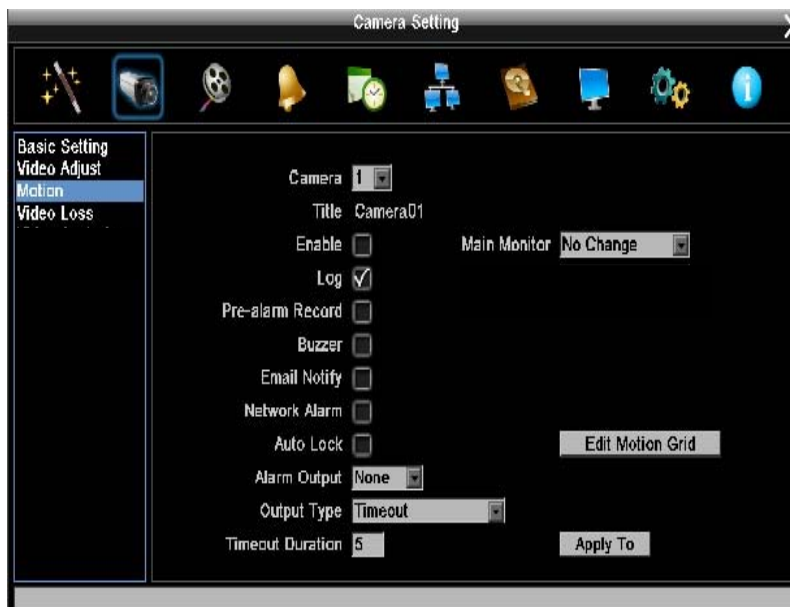 Camera Setting
Basic Setting
Video Adjust
Motion
Video Loss
Camera 1
Title Camera01
Enable Main Monitor No Change
Log
Pre-alarm Record
Buzzer
Email Notify
Network Alarm
Auto Lock Edit Motion Grid
Alarm Output None
Output Type Timeout
Timeout Duration 5 Apply To